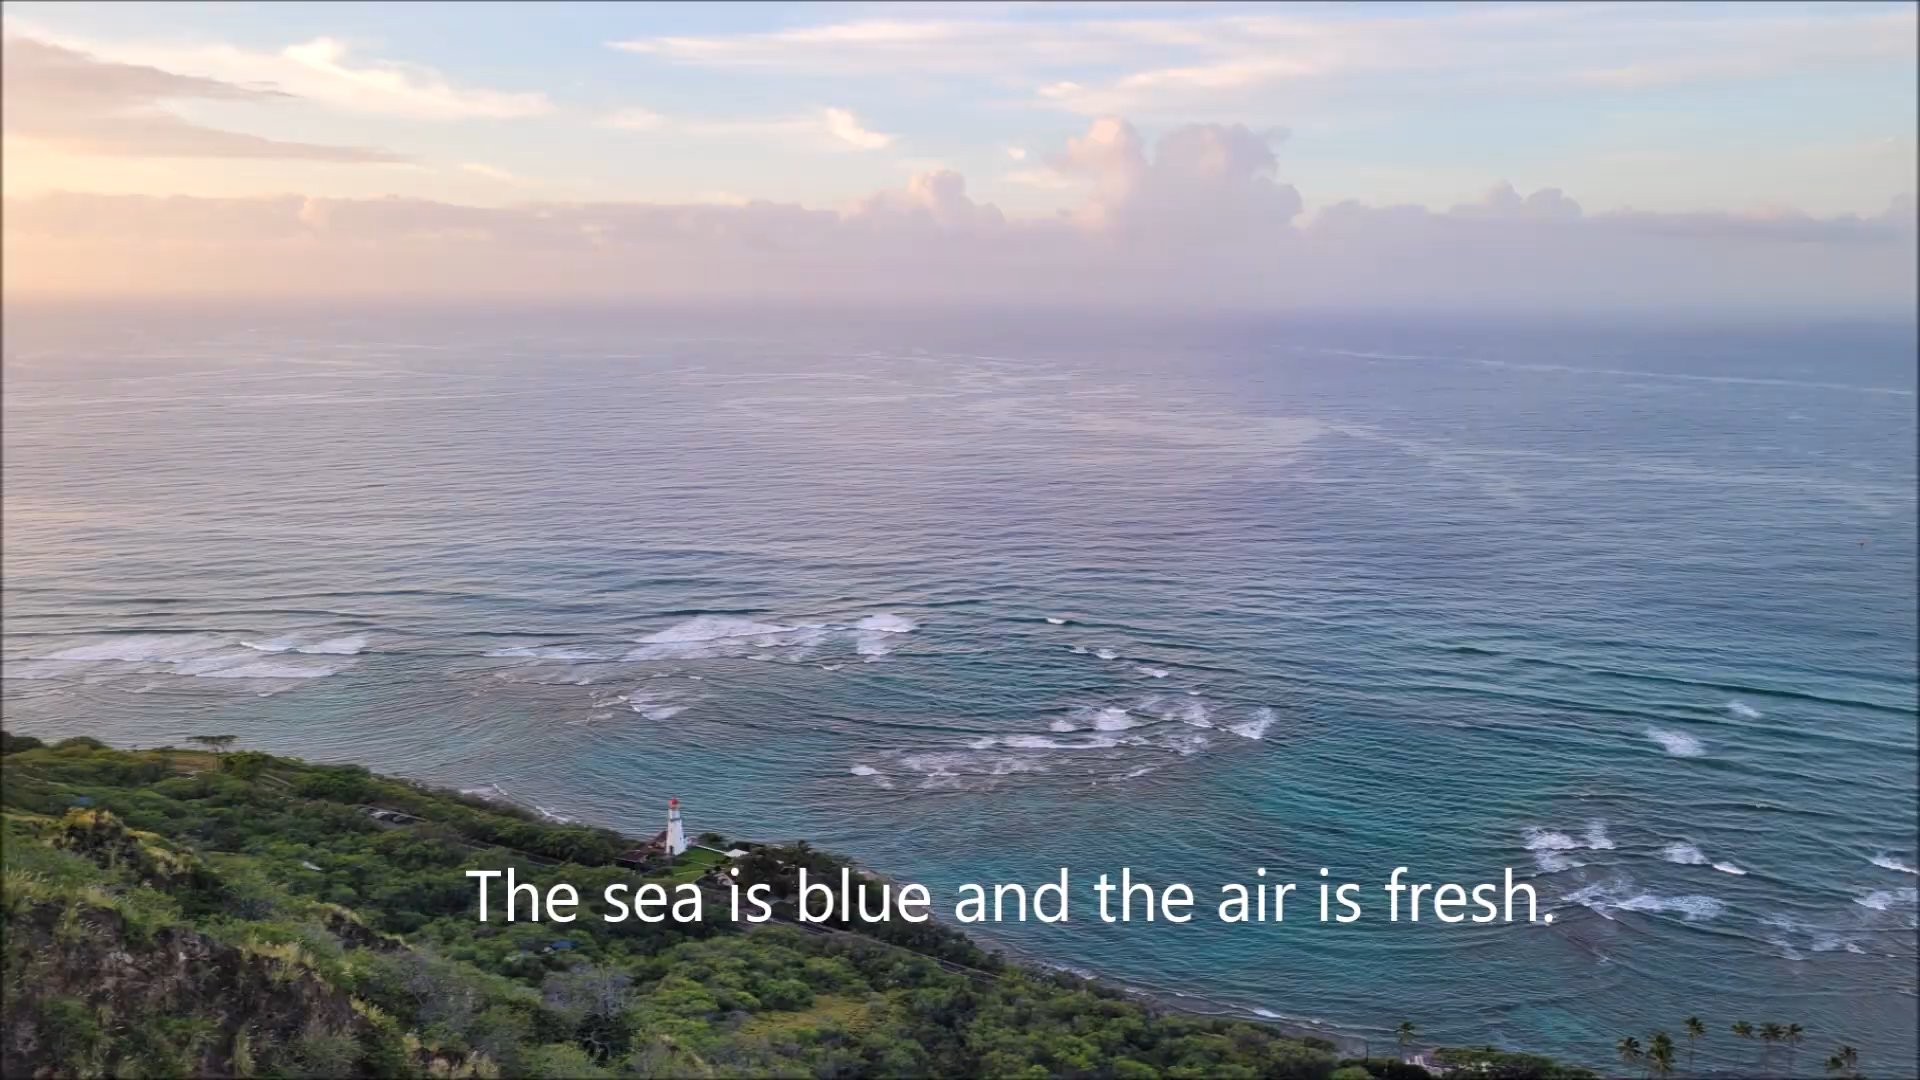 The sea is blue and the air is fresh.